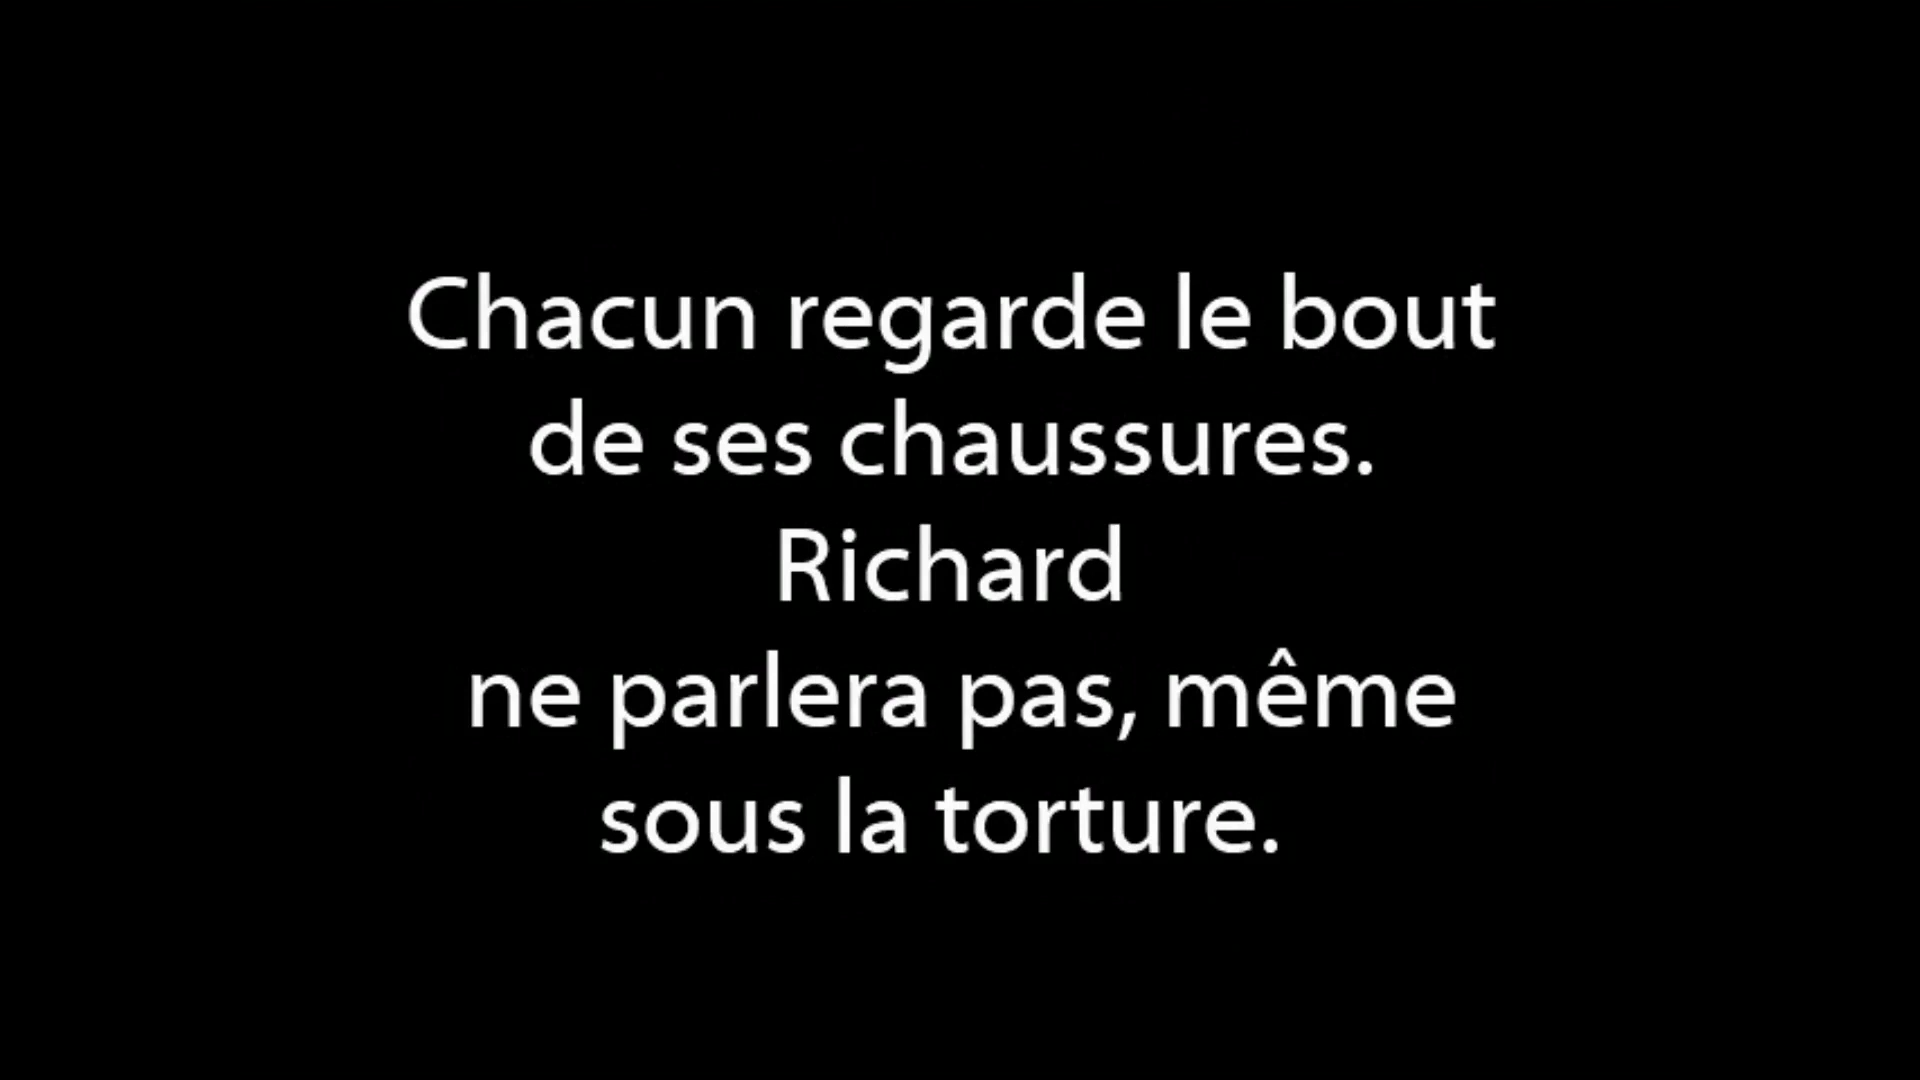 Chacun regarde le bout
de ses chaussures.
Richard
ne parlera pas, même
sous la torture.